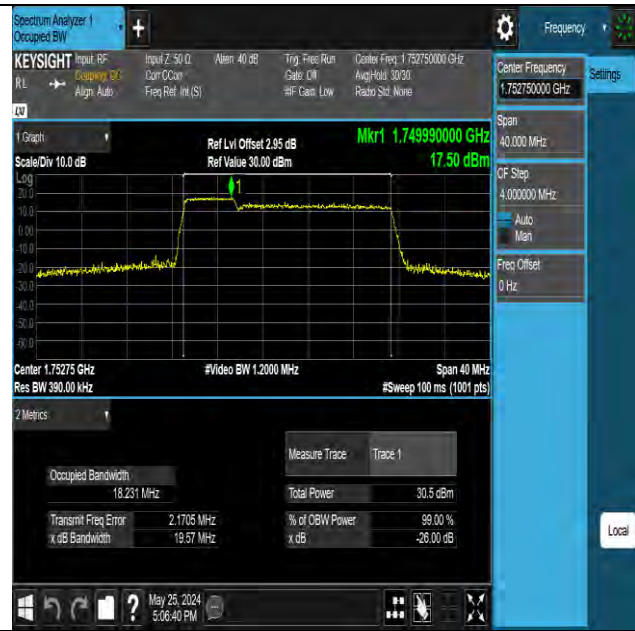 Spectrum Analyzer 1
Occupied BW
+
Frequency
KEYSIGHT Input: RF
Coupling: DC
Align: Auto
RL
Input Z: 50 Ω
Corr CCorr
Freq Ref: Int (S)
Atten: 40 dB
Trig: Free Run
Gate: Off
#IF Gain: Low
Center Freq: 1.752750000 GHz
Avg|Hold: 30/30
Radio Std: None
LXI
Center Frequency
1.752750000 GHz
Settings
Span
40.000 MHz
CF Step
4.000000 MHz
Auto
Man
Freq Offset
0 Hz
Local
1 Graph
Scale/Div 10.0 dB
Ref Lvl Offset 2.95 dB
Ref Value 30.00 dBm
Mkr1 1.749990000 GHz
17.50 dBm
Log
1
20.0
10.0
0.00
-10.0
-20.0
-30.0
-40.0
-50.0
-60.0
Center 1.75275 GHz
Res BW 390.00 kHz
#Video BW 1.2000 MHz
Span 40 MHz
#Sweep 100 ms (1001 pts)
2 Metrics
Measure Trace Trace 1
Occupied Bandwidth
18.231 MHz
Total Power 30.5 dBm
Transmit Freq Error 2.1705 MHz
% of OBW Power 99.00 %
x dB Bandwidth 19.57 MHz
x dB -26.00 dB
?
May 25, 2024
5:06:40 PM